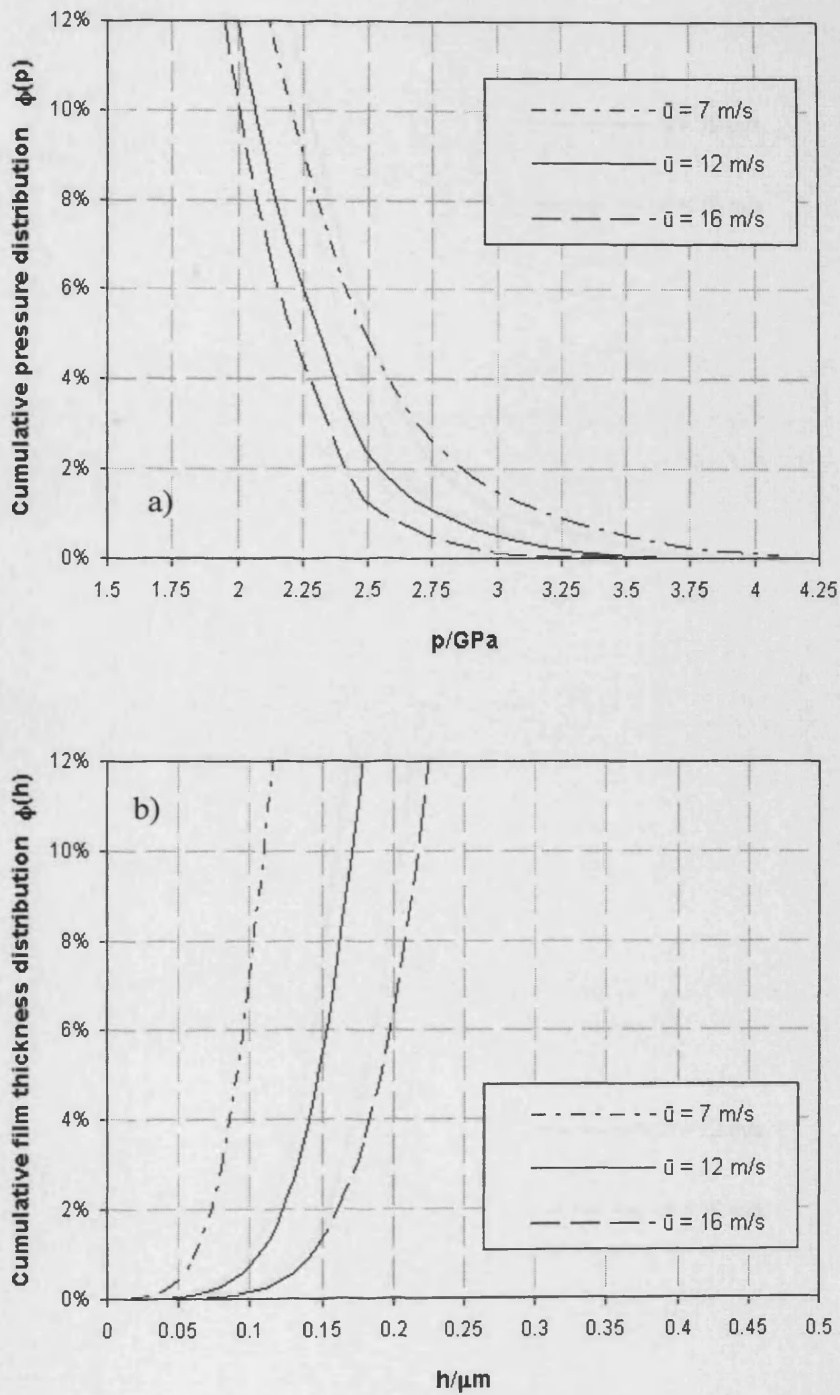 12%
10%
8%
6%
4%
2%
0%
Cumulative pressure distribution ϕ(p)
ū = 7 m/s
ū = 12 m/s
ū = 16 m/s
a)
1.5 1.75 2 2.25 2.5 2.75 3 3.25 3.5 3.75 4 4.25
p/GPa
12%
10%
8%
6%
4%
2%
0%
Cumulative film thickness distribution ϕ(h)
b)
ū = 7 m/s
ū = 12 m/s
ū = 16 m/s
0 0.05 0.1 0.15 0.2 0.25 0.3 0.35 0.4 0.45 0.5
h/μm